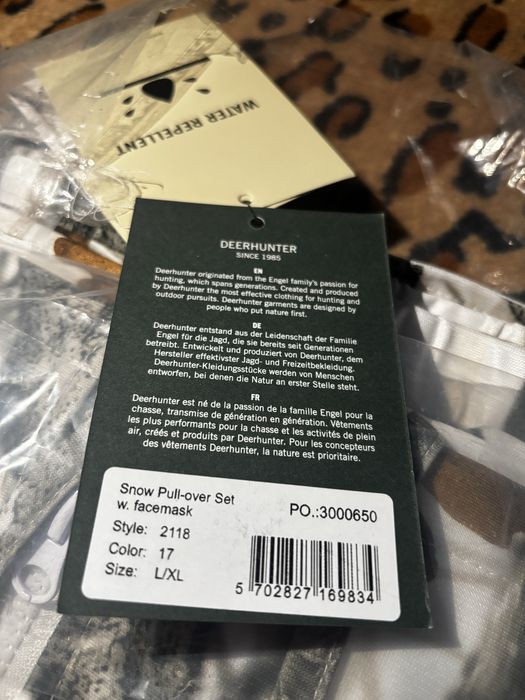 WATER REPELLENT
DEERHUNTER
SINCE 1985
EN
Deerhunter originated from the Engel family's passion for
hunting, which spans generations. Created and produced
by Deerhunter the most effective clothing for hunting and
outdoor pursuits. Deerhunter garments are designed by
people who put nature first.
DE
Deerhunter entstand aus der Leidenschaft der Familie
Engel für die Jagd, die sie bereits seit Generationen
betreibt. Entwickelt und produziert von Deerhunter, dem
Hersteller effektivster Jagd- und Freizeitbekleidung.
Deerhunter-Kleidungsstücke werden von Menschen
entworfen, bei denen die Natur an erster Stelle steht.
FR
Deerhunter est né de la passion de la famille Engel pour la
chasse, transmise de génération en génération. Vêtements
les plus performants pour la chasse et les activités de plein
air, créés et produits par Deerhunter. Pour les concepteurs
des vêtements Deerhunter, la nature est prioritaire.
Snow Pull-over Set
w. facemask
PO.:3000650
Style: 2118
Color: 17
Size: L/XL
5 702827 169834